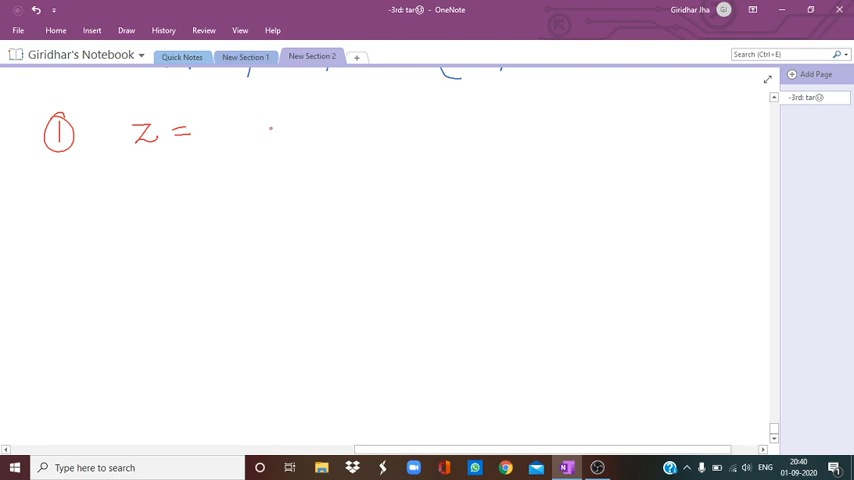 -3rd: tar☺ - OneNote
Giridhar Jha GJ
File Home Insert Draw History Review View Help
Giridhar's Notebook Quick Notes New Section 1 New Section 2 + Search (Ctrl+E)
Add Page
-3rd: tar☺
① z =
Type here to search
ENG 20:40
01-09-2020 1